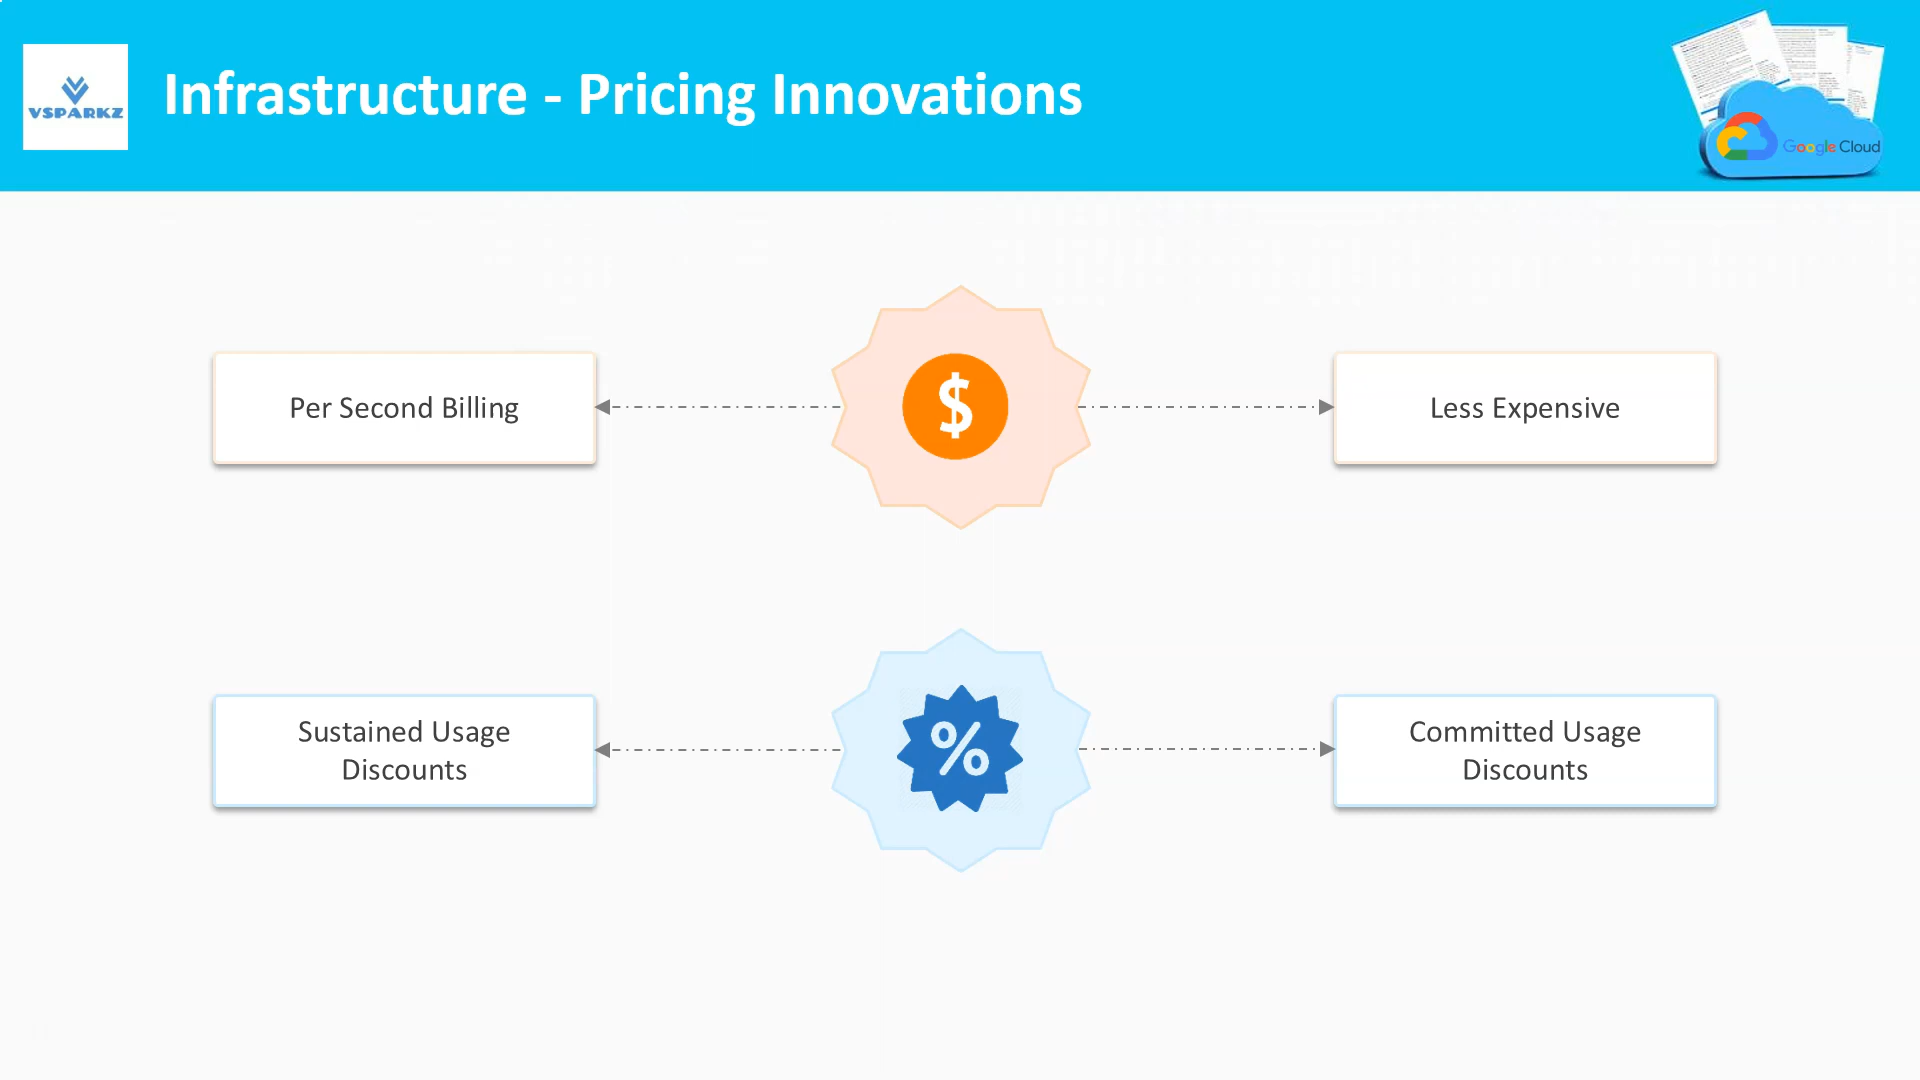 VSPARKZ
Infrastructure - Pricing Innovations
Google Cloud
Per Second Billing
$
Less Expensive
Sustained Usage
Discounts
%
Committed Usage
Discounts